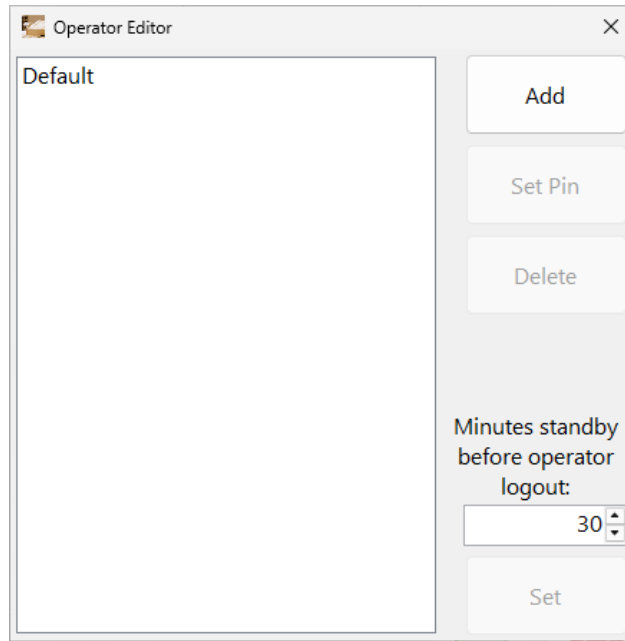 Operator Editor
Default
Add
Set Pin
Delete
Minutes standby
before operator
logout:
30
Set